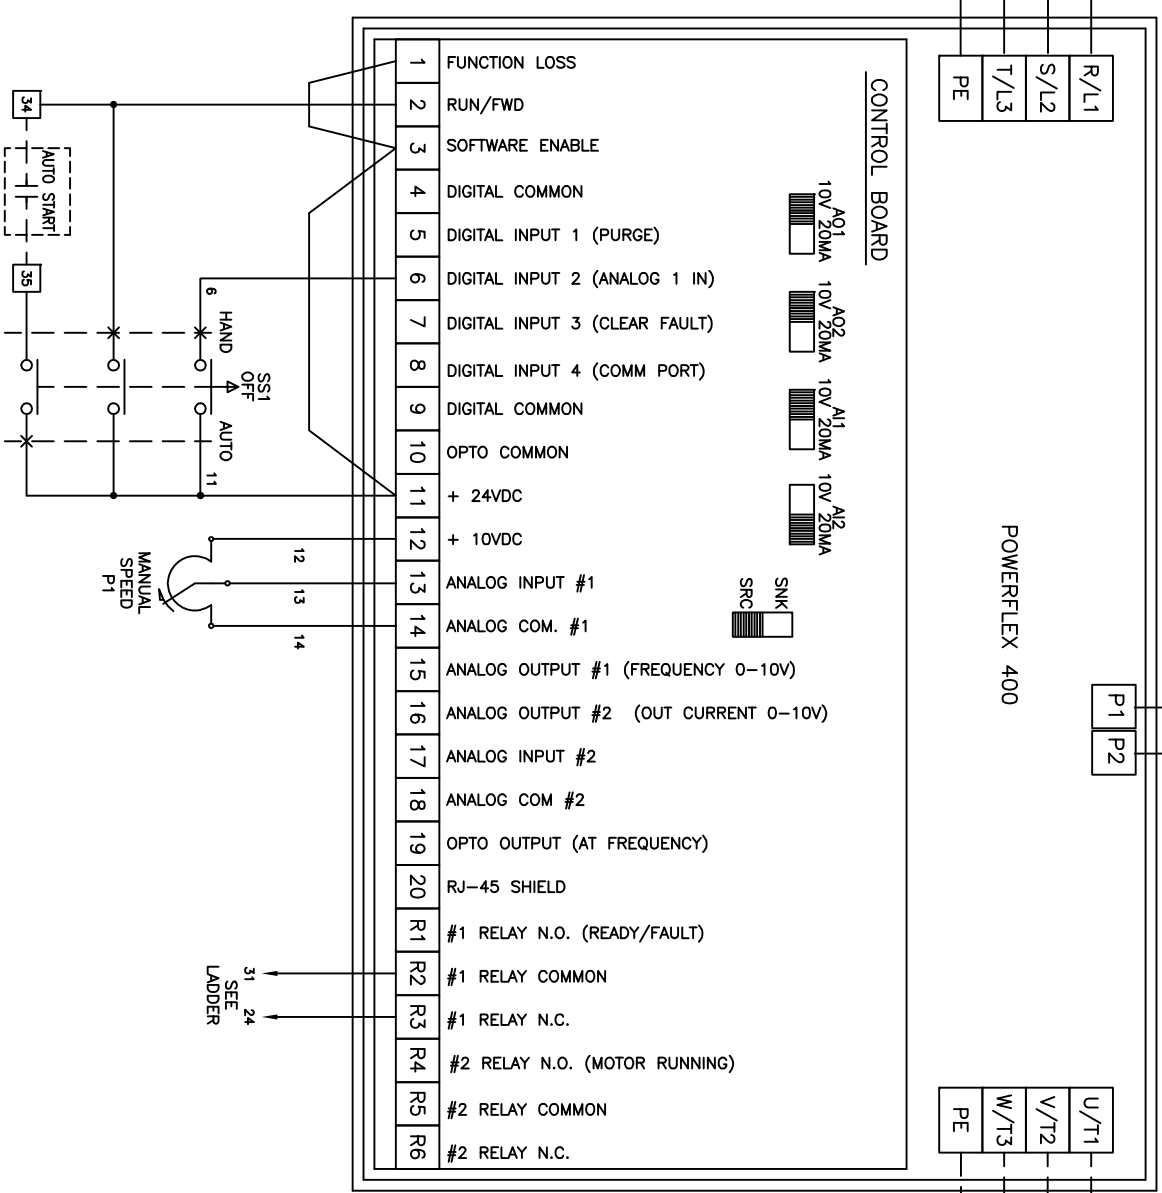 R/L1
S/L2
T/L3
PE
POWERFLEX 400
P1
P2
U/T1
V/T2
W/T3
PE
CONTROL BOARD
AO1
10V 20MA
AO2
10V 20MA
AI1
10V 20MA
AI2
10V 20MA
SNK
SRC
1 FUNCTION LOSS
2 RUN/FWD
3 SOFTWARE ENABLE
4 DIGITAL COMMON
5 DIGITAL INPUT 1 (PURGE)
6 DIGITAL INPUT 2 (ANALOG 1 IN)
7 DIGITAL INPUT 3 (CLEAR FAULT)
8 DIGITAL INPUT 4 (COMM PORT)
9 DIGITAL COMMON
10 OPTO COMMON
11 + 24VDC
12 + 10VDC
13 ANALOG INPUT #1
14 ANALOG COM. #1
15 ANALOG OUTPUT #1 (FREQUENCY 0-10V)
16 ANALOG OUTPUT #2 (OUT CURRENT 0-10V)
17 ANALOG INPUT #2
18 ANALOG COM #2
19 OPTO OUTPUT (AT FREQUENCY)
20 RJ-45 SHIELD
R1 #1 RELAY N.O. (READY/FAULT)
R2 #1 RELAY COMMON
R3 #1 RELAY N.C.
R4 #2 RELAY N.O. (MOTOR RUNNING)
R5 #2 RELAY COMMON
R6 #2 RELAY N.C.
34
AUTO START
35
6
HAND
SS1
OFF
AUTO
11
12
13
14
MANUAL
SPEED
P1
31
24
SEE
LADDER